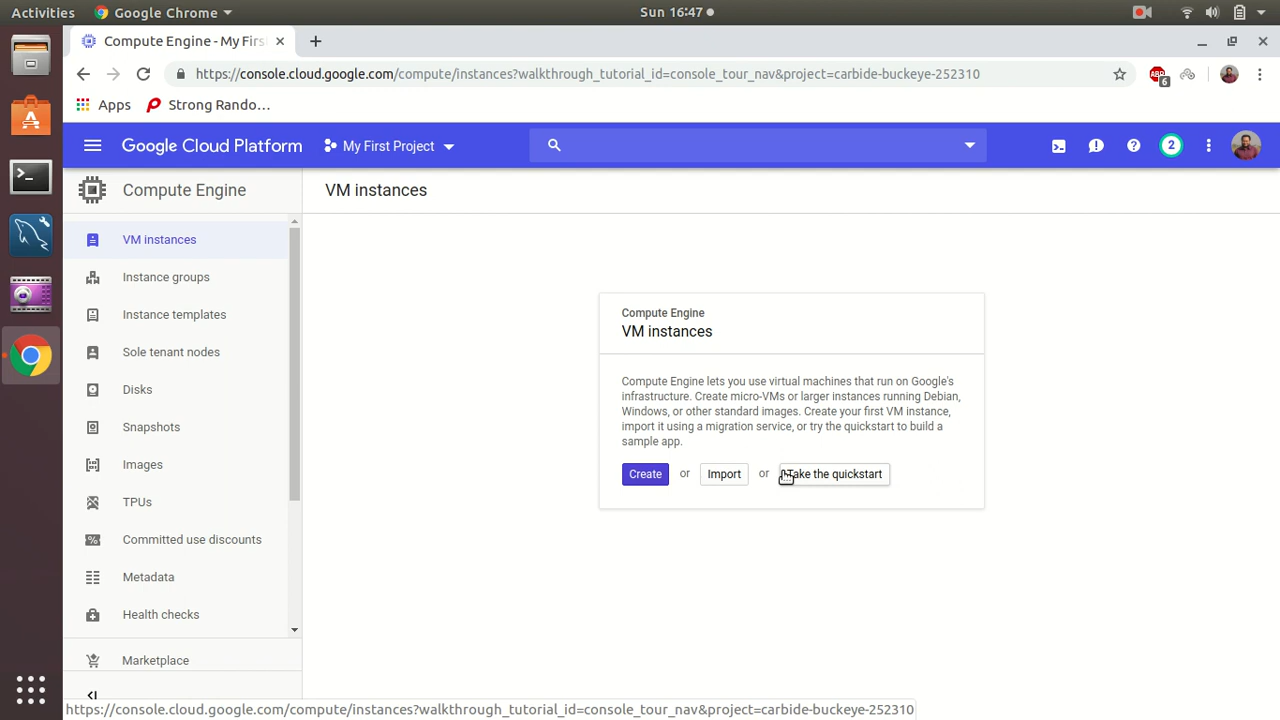 Activities
Google Chrome
Sun 16:47
Compute Engine - My Firs
https://console.cloud.google.com/compute/instances?walkthrough_tutorial_id=console_tour_nav&project=carbide-buckeye-252310
ABP
6
Apps
Strong Rando...
Google Cloud Platform
My First Project
2
Compute Engine
VM instances
VM instances
Instance groups
Instance templates
Sole tenant nodes
Disks
Snapshots
Images
TPUs
Committed use discounts
Metadata
Health checks
Marketplace
Compute Engine
VM instances
Compute Engine lets you use virtual machines that run on Google's
infrastructure. Create micro-VMs or larger instances running Debian,
Windows, or other standard images. Create your first VM instance,
import it using a migration service, or try the quickstart to build a
sample app.
Create or Import or Take the quickstart
https://console.cloud.google.com/compute/instances?walkthrough_tutorial_id=console_tour_nav&project=carbide-buckeye-252310